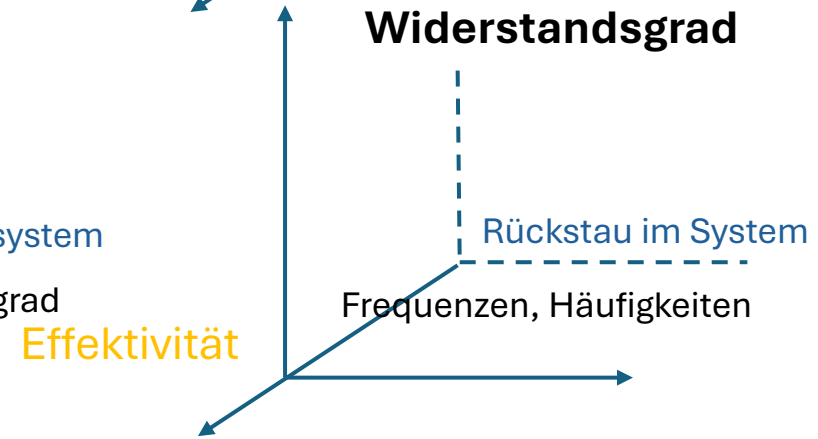 Widerstandsgrad
Rückstau im System
system
grad
Frequenzen, Häufigkeiten
Effektivität